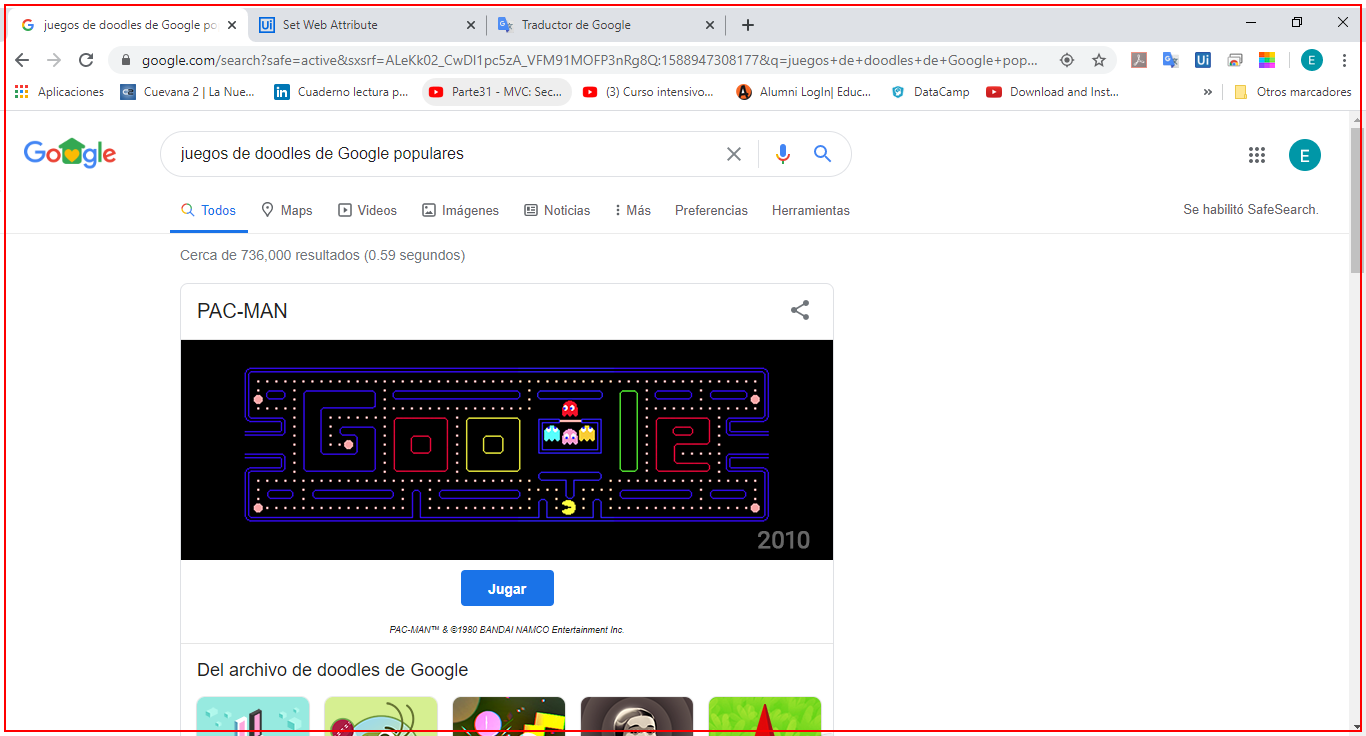 juegos de doodles de Google po
Set Web Attribute
Traductor de Google
google.com/search?safe=active&sxsrf=ALeKk02_CwDl1pc5zA_VFM91MOFP3nRg8Q:1588947308177&q=juegos+de+doodles+de+Google+pop...
Aplicaciones
Cuevana 2 | La Nue...
Cuaderno lectura p...
Parte31 - MVC: Sec...
(3) Curso intensivo...
Alumni LogIn| Educ...
DataCamp
Download and Inst...
»
Otros marcadores
Google
juegos de doodles de Google populares
E
Todos
Maps
Videos
Imágenes
Noticias
Más
Preferencias
Herramientas
Se habilitó SafeSearch.
Cerca de 736,000 resultados (0.59 segundos)
PAC-MAN
Google
2010
Jugar
PAC-MAN™ & ©1980 BANDAI NAMCO Entertainment Inc.
Del archivo de doodles de Google